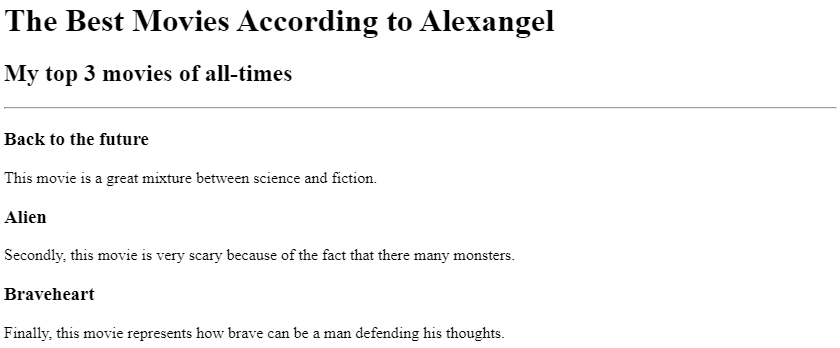 The Best Movies According to Alexangel
My top 3 movies of all-times
Back to the future
This movie is a great mixture between science and fiction.
Alien
Secondly, this movie is very scary because of the fact that there many monsters.
Braveheart
Finally, this movie represents how brave can be a man defending his thoughts.